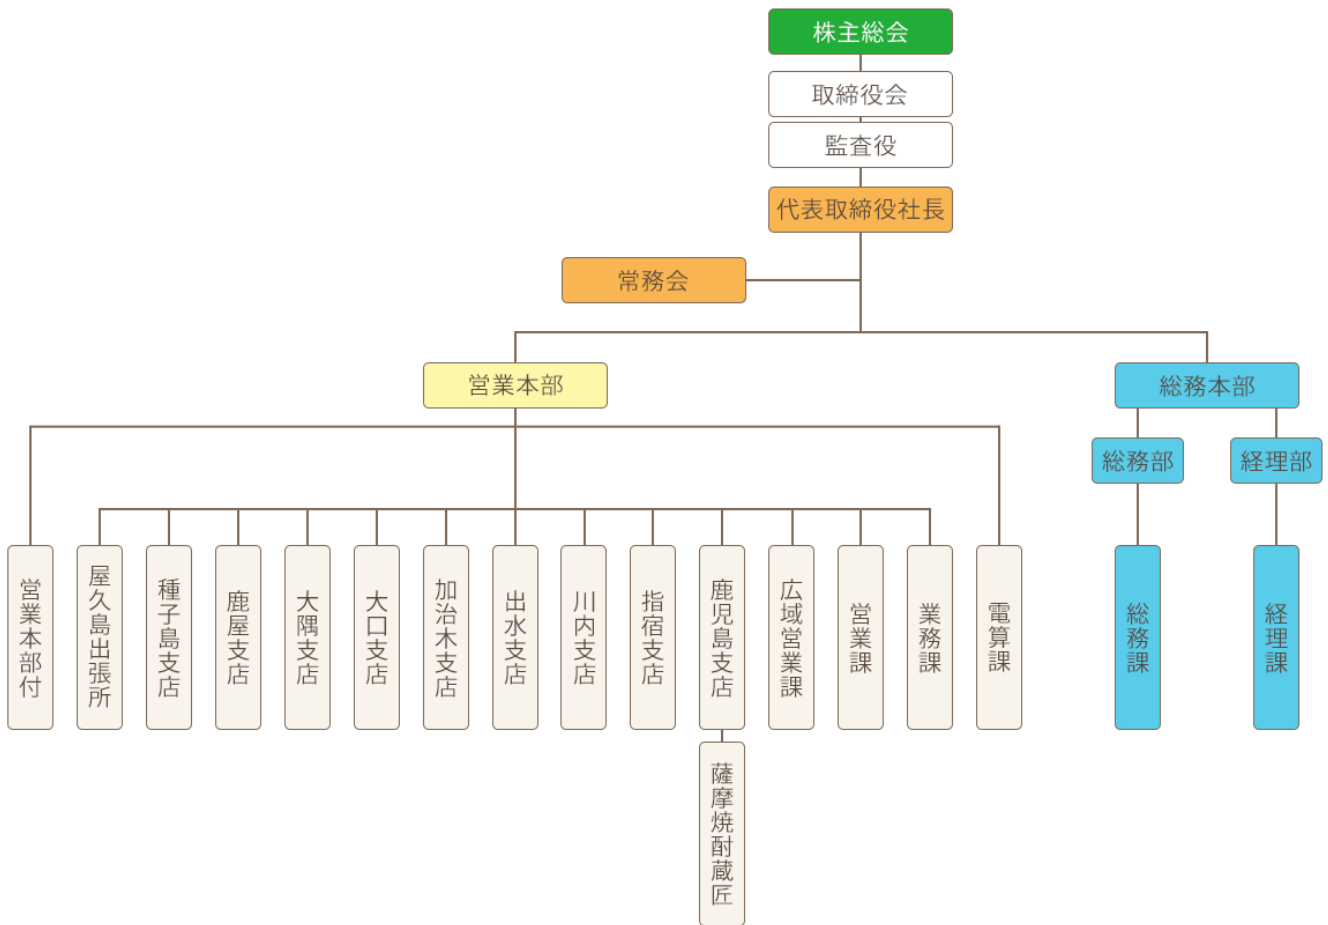 株主総会
取締役会
監査役
代表取締役社長
常務会
営業本部
総務本部
総務部
経理部
営業本部付
屋久島出張所
種子島支店
鹿屋支店
大隅支店
大口支店
加治木支店
出水支店
川内支店
指宿支店
鹿児島支店
広域営業課
営業課
業務課
電算課
総務課
経理課
薩摩焼酎蔵匠